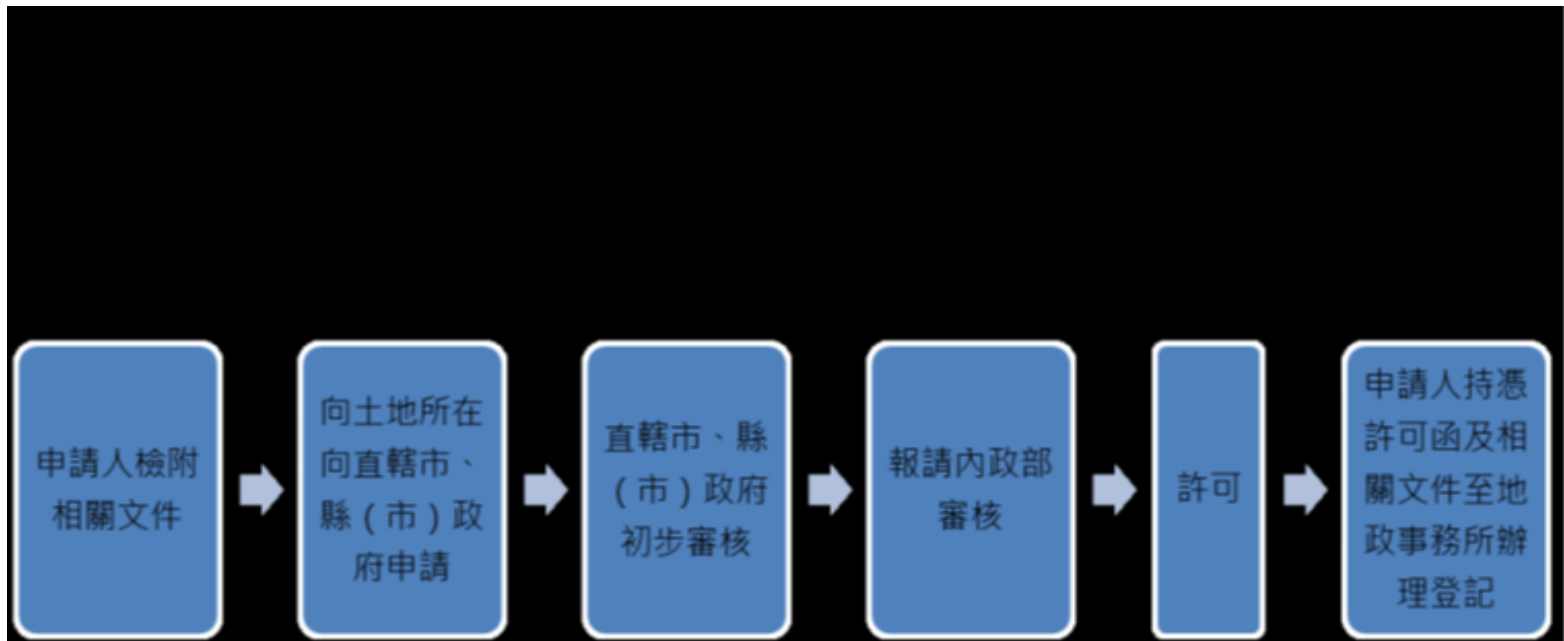 申請人檢附
相關文件
向土地所在
向直轄市、
縣（市）政
府申請
直轄市、縣
（市）政府
初步審核
報請內政部
審核
許可
申請人持憑
許可函及相
關文件至地
政事務所辦
理登記